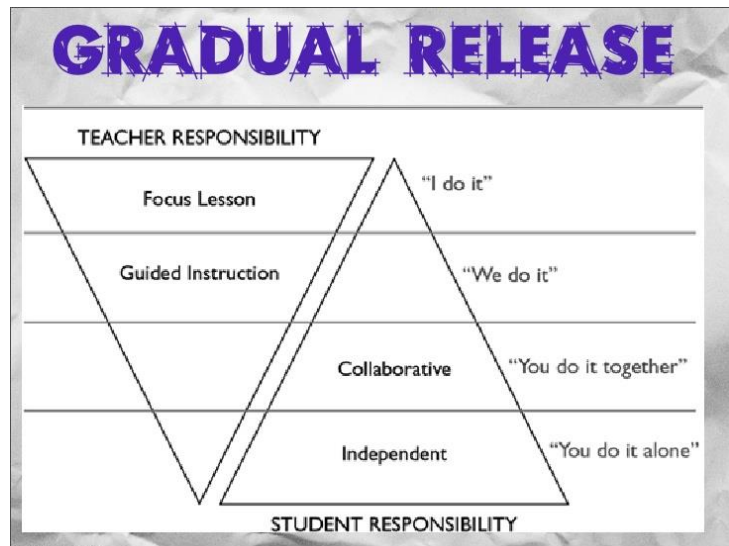 GRADUAL RELEASE
TEACHER RESPONSIBILITY
Focus Lesson
"I do it"
Guided Instruction
"We do it"
Collaborative
"You do it together"
Independent
"You do it alone"
STUDENT RESPONSIBILITY